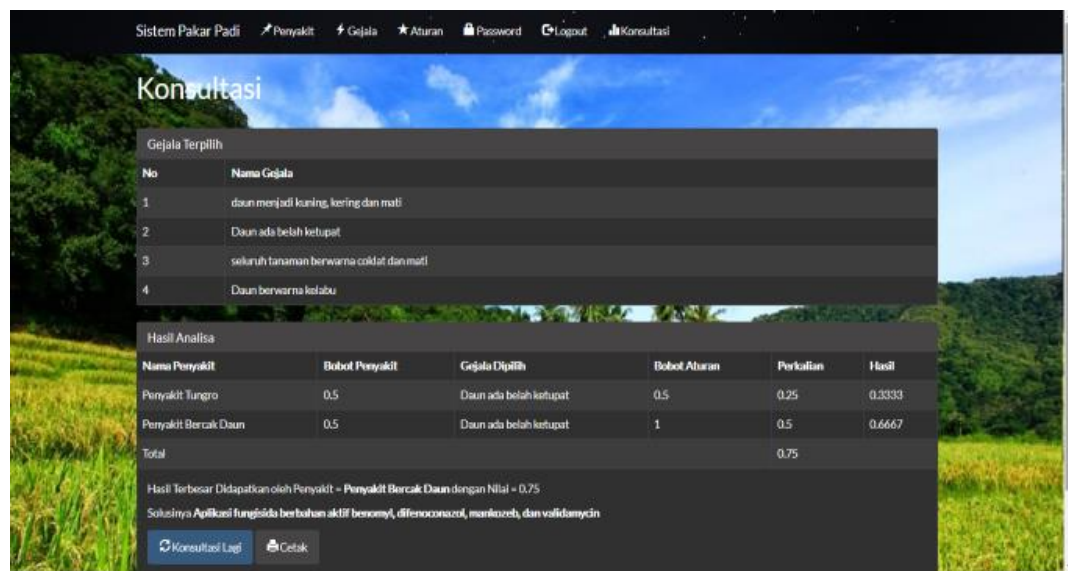 Sistem Pakar Padi Penyakit Gejala Aturan Password Logout Konsultasi
Konsultasi
Gejala Terpilih
No Nama Gejala
1 daun menjadi kuning, kering dan mati
2 Daun ada belah ketupat
3 seluruh tanaman berwarna coklat dan mati
4 Daun berwarna kelabu
Hasil Analisa
Nama Penyakit Bobot Penyakit Gejala Dipilih Bobot Aturan Perkalian Hasil
Penyakit Tungro 0.5 Daun ada belah ketupat 0.5 0.25 0.3333
Penyakit Bercak Daun 0.5 Daun ada belah ketupat 1 0.5 0.6667
Total 0.75
Hasil Terbesar Didapatkan oleh Penyakit = Penyakit Bercak Daun dengan Nilai = 0.75
Solusinya Aplikasi fungisida berbahan aktif benomyl, difenoconazol, mankozeb, dan validamycin
Konsultasi Lagi Cetak